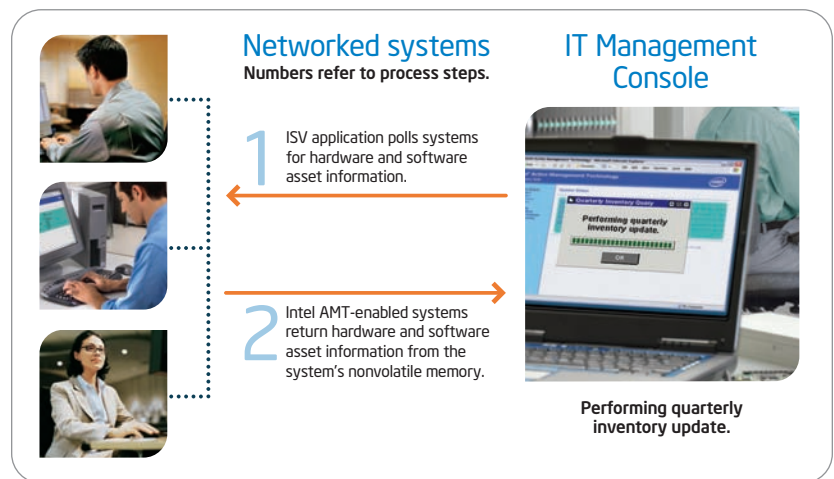 Networked systems
Numbers refer to process steps.
IT Management
Console
1
ISV application polls systems
for hardware and software
asset information.
2
Intel AMT-enabled systems
return hardware and software
asset information from the
system's nonvolatile memory.
Quarterly Inventory Query
Performing quarterly
inventory update.
OK
intel
Performing quarterly
inventory update.